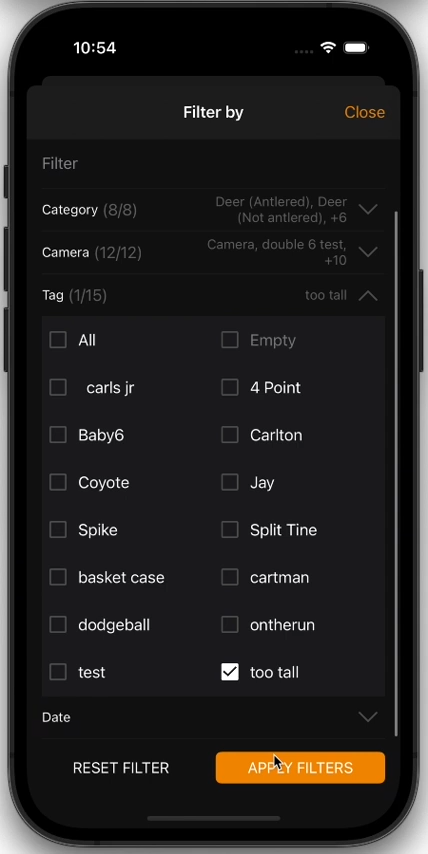 10:54
Filter by
Close
Filter
Category (8/8)
Deer (Antlered), Deer
(Not antlered), +6
Camera (12/12)
Camera, double 6 test,
+10
Tag (1/15)
too tall
All
Empty
carls jr
4 Point
Baby6
Carlton
Coyote
Jay
Spike
Split Tine
basket case
cartman
dodgeball
ontherun
test
too tall
Date
RESET FILTER
APPLY FILTERS